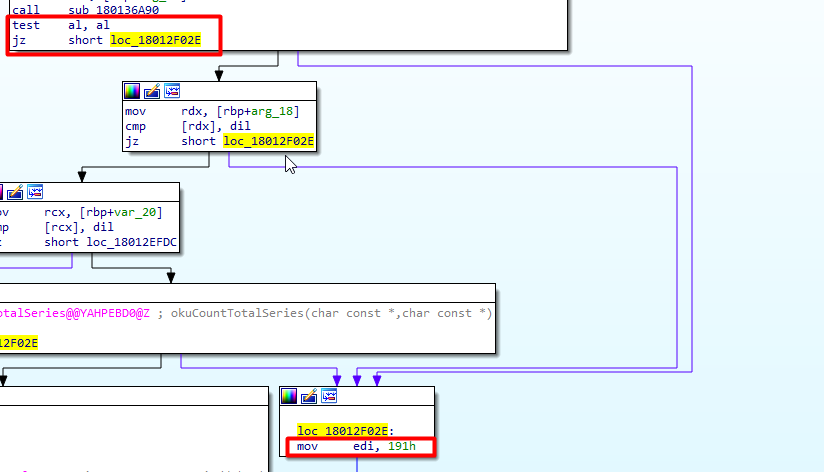 call sub_180136A90
test al, al
jz short loc_18012F02E
mov rdx, [rbp+arg_18]
cmp [rdx], dil
jz short loc_18012F02E
ov rcx, [rbp+var_20]
mp [rcx], dil
short loc_18012EFDC
otalSeries@@YAHPEBD0@Z ; okuCountTotalSeries(char const *,char const *)
12F02E
loc_18012F02E:
mov edi, 191h